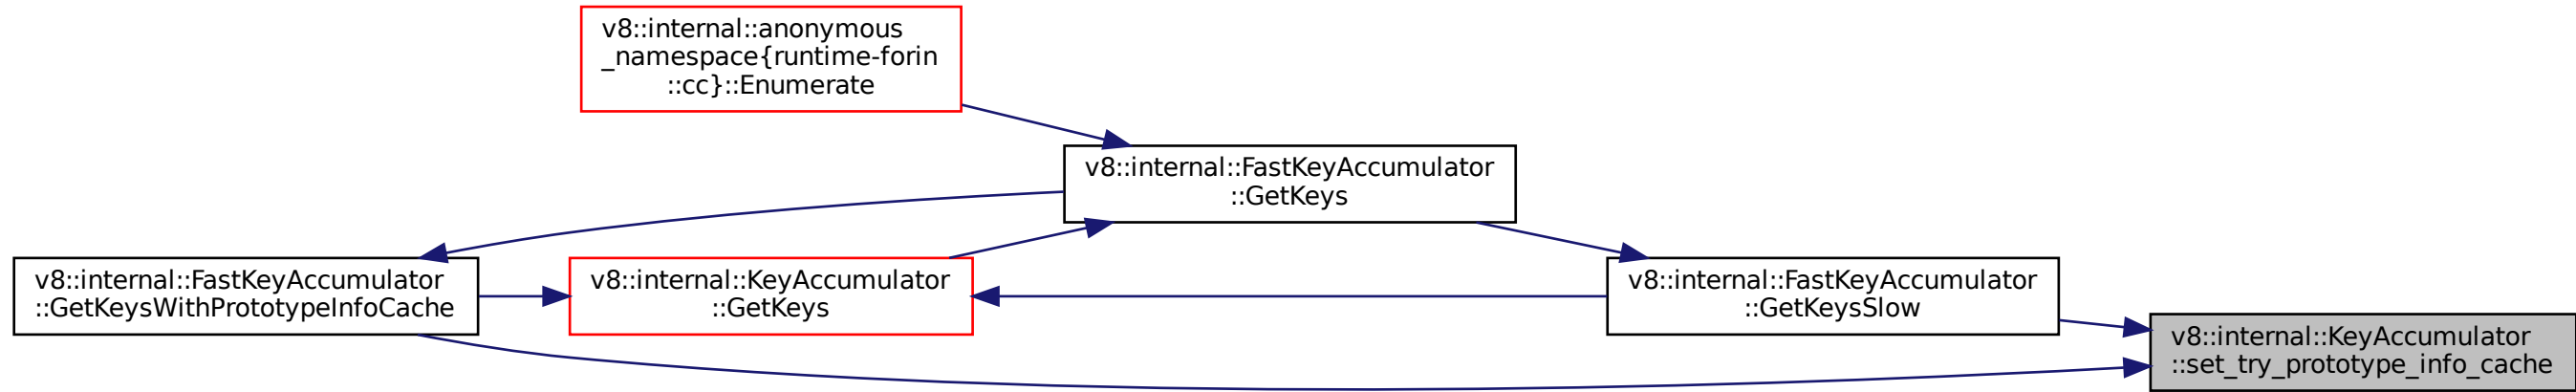 v8::internal::anonymous
_namespace{runtime-forin
::cc}::Enumerate
v8::internal::FastKeyAccumulator
::GetKeys
v8::internal::FastKeyAccumulator
::GetKeysWithPrototypeInfoCache
v8::internal::KeyAccumulator
::GetKeys
v8::internal::FastKeyAccumulator
::GetKeysSlow
v8::internal::KeyAccumulator
::set_try_prototype_info_cache